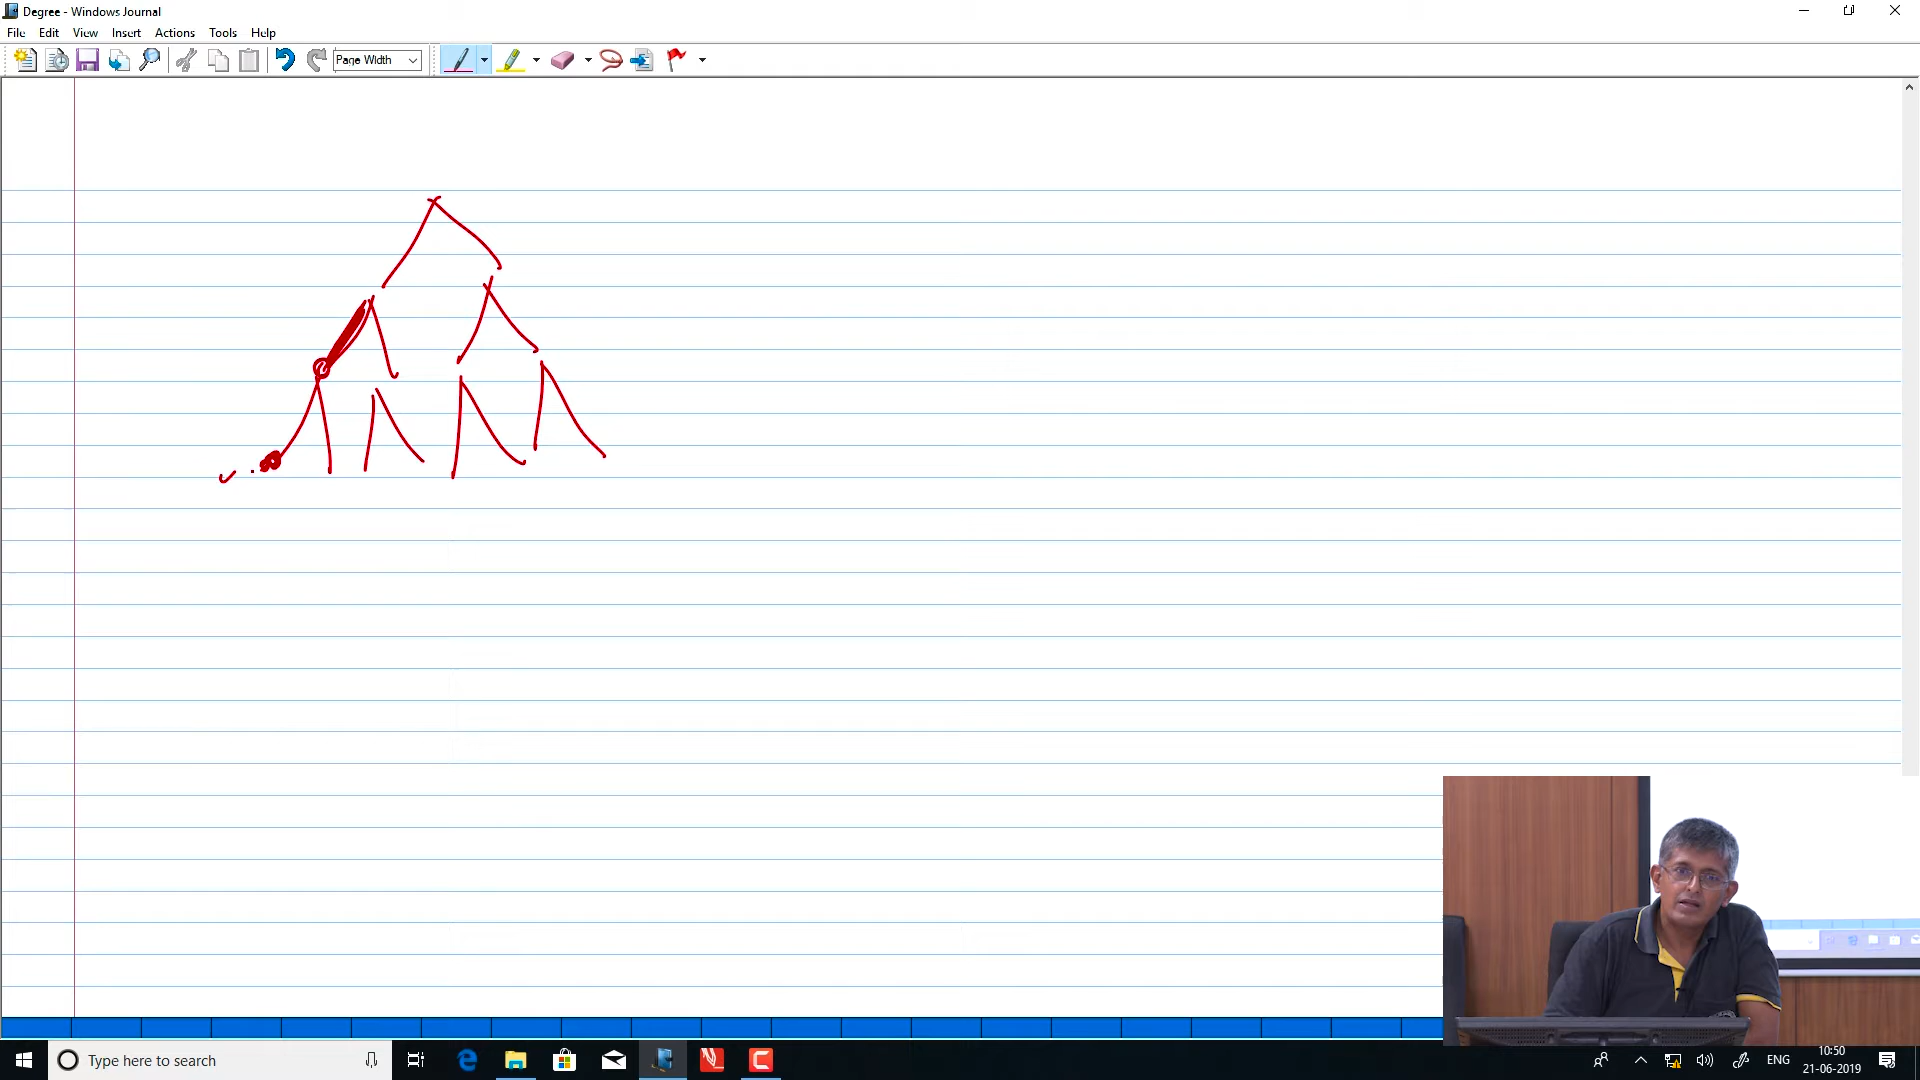 Degree - Windows Journal
File Edit View Insert Actions Tools Help
Page Width
Type here to search
ENG
10:50
21-06-2019